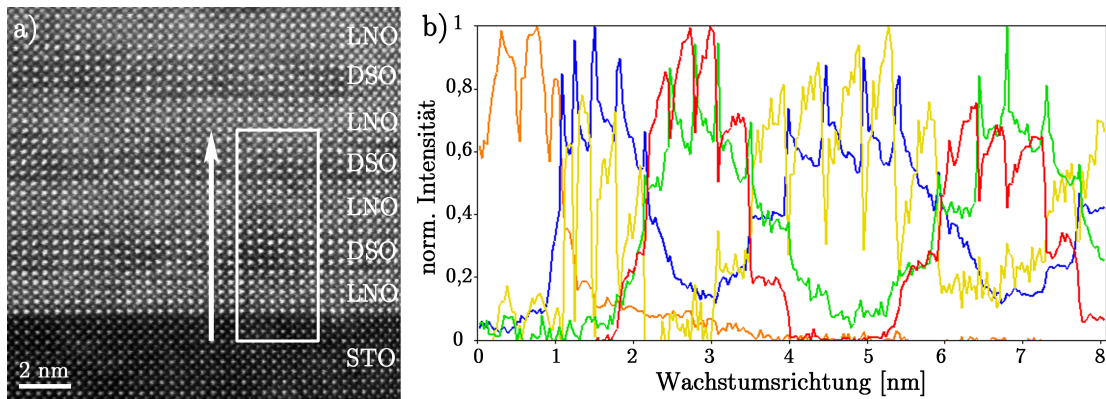 a)
LNO
DSO
LNO
DSO
LNO
DSO
LNO
STO
2 nm
b)
norm. Intensität
1
0,8
0,6
0,4
0,2
0
0 1 2 3 4 5 6 7 8
Wachstumsrichtung [nm]